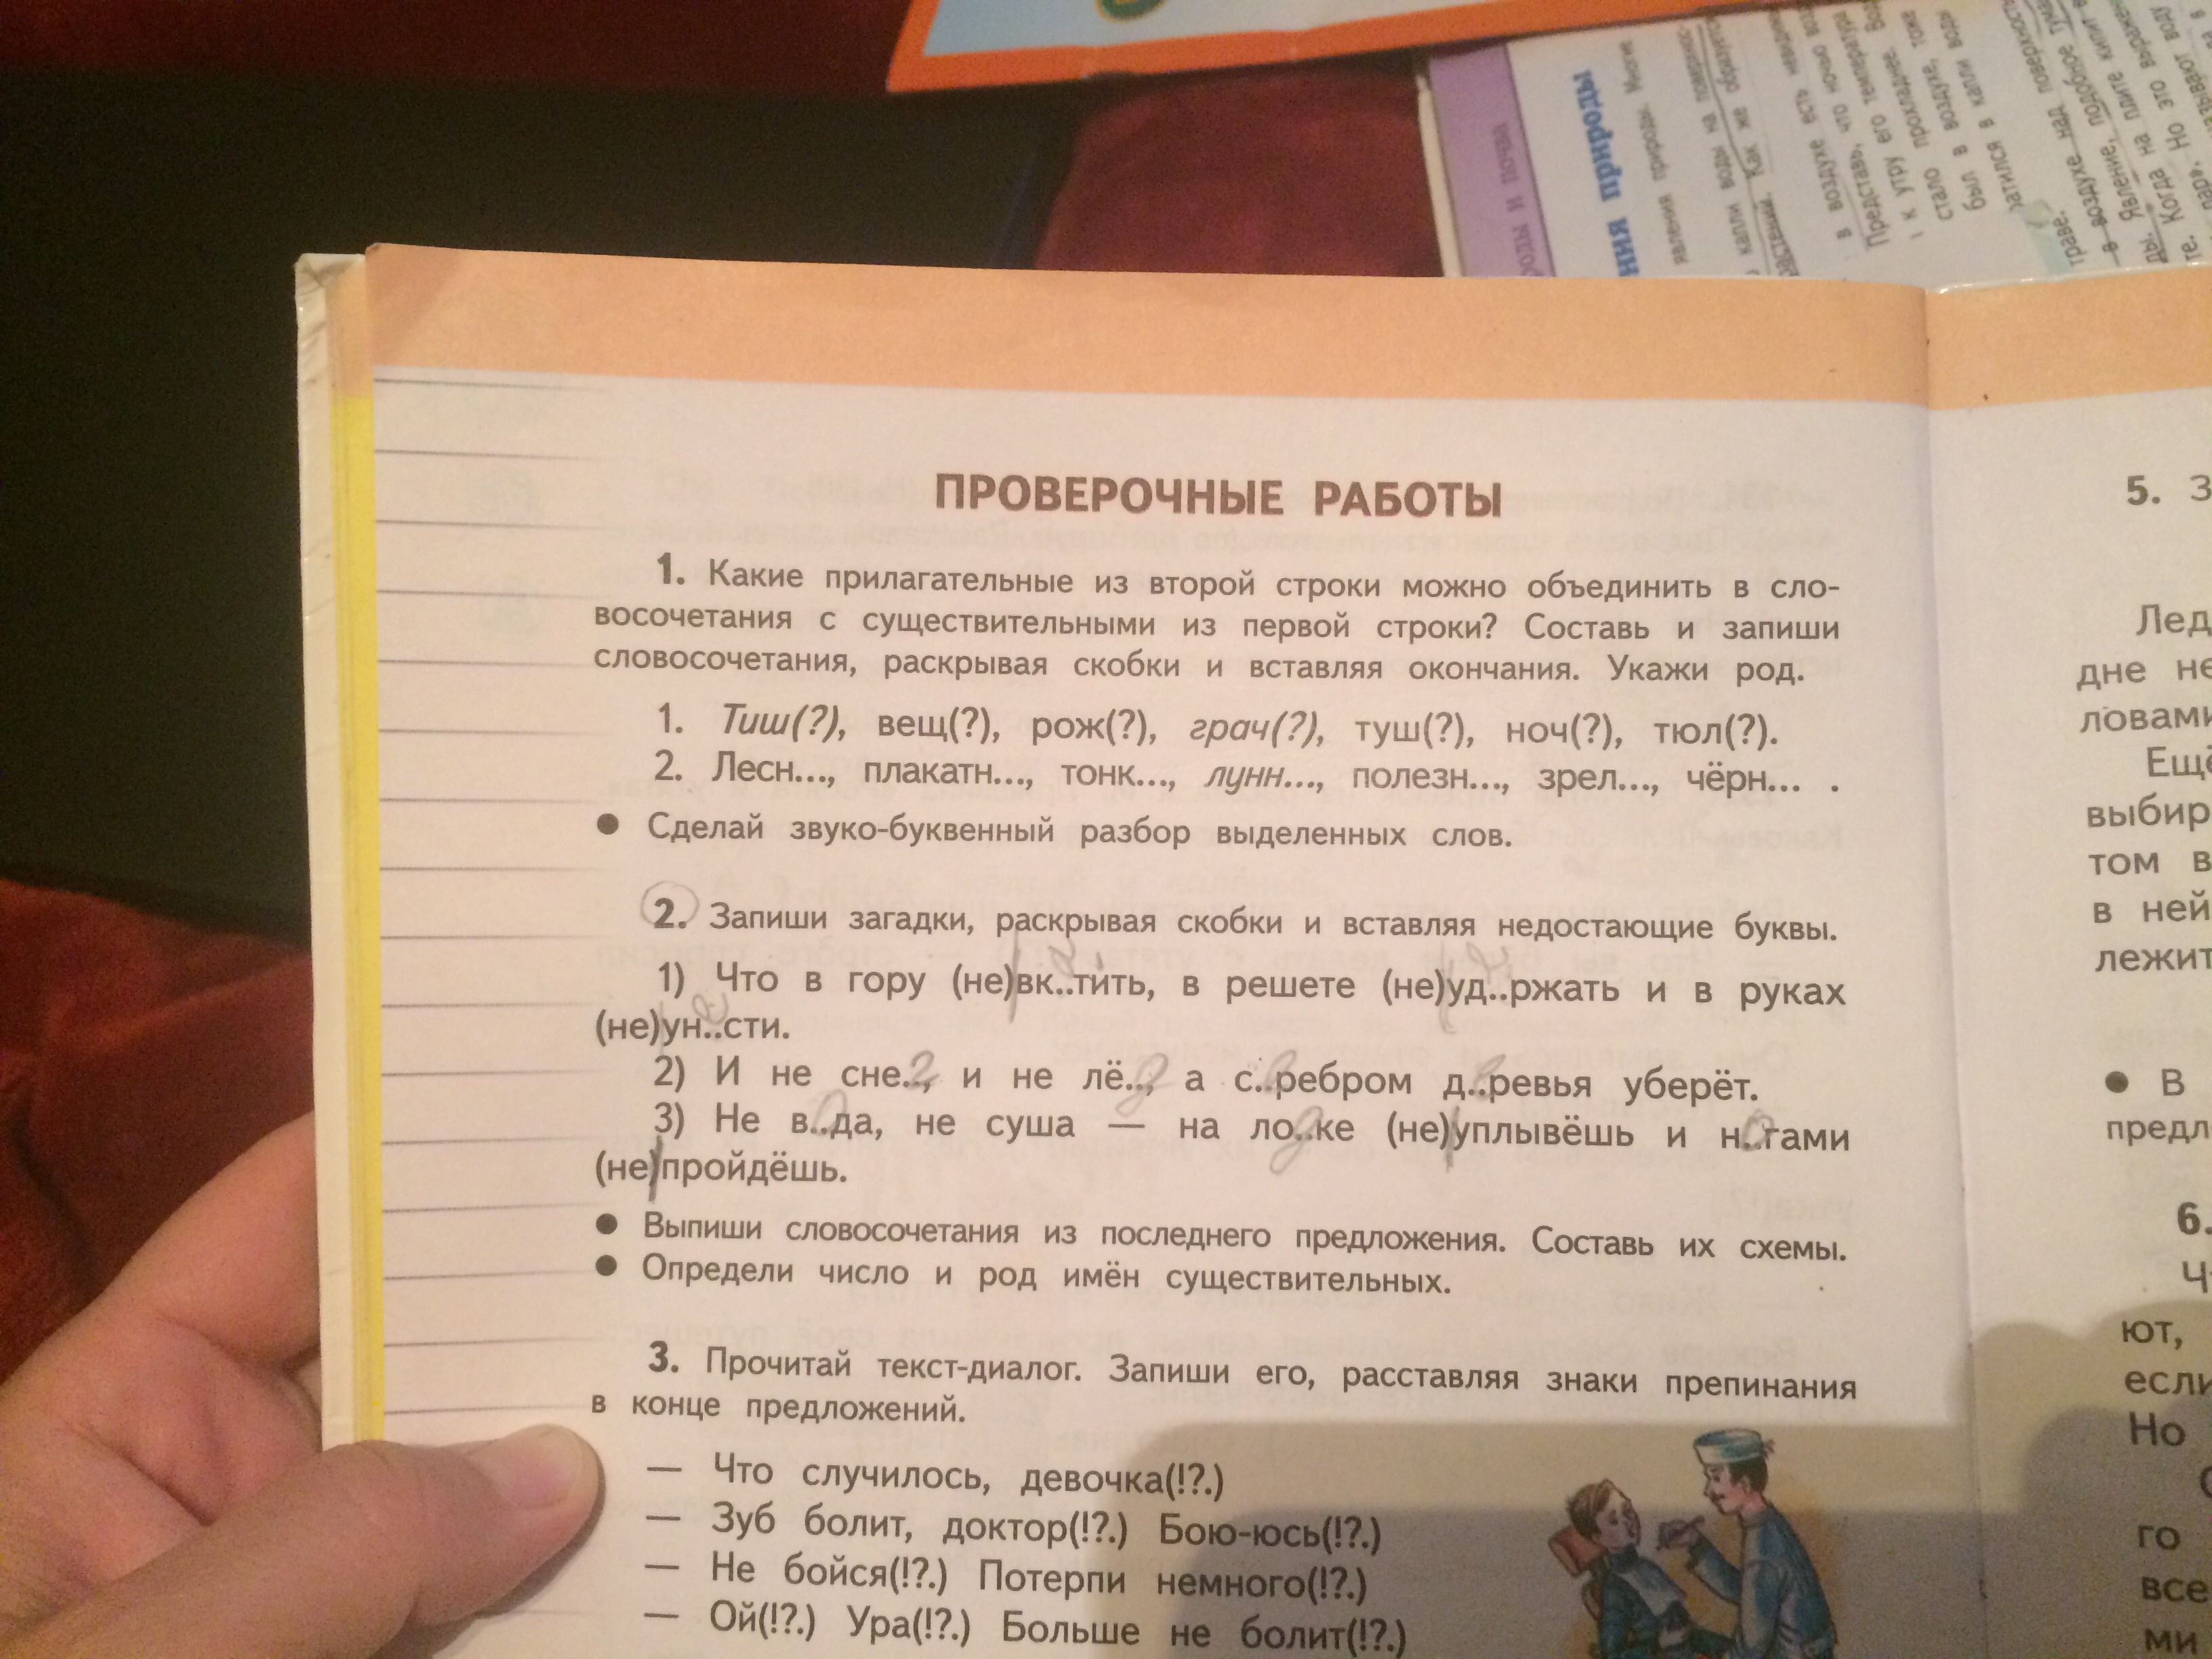 ПРОВЕРОЧНЫЕ РАБОТЫ
1. Какие прилагательные из второй строки можно объединить в сло-
восочетания с существительными из первой строки? Составь и запиши
словосочетания, раскрывая скобки и вставляя окончания. Укажи род.
1. Тиш(?), вещ(?), рож(?), грач(?), туш(?), ноч(?), тюл(?).
2. Лесн..., плакатн..., тонк..., лунн..., полезн..., зрел..., чёрн... .
● Сделай звуко-буквенный разбор выделенных слов.
2. Запиши загадки, раскрывая скобки и вставляя недостающие буквы.
1) Что в гору (не)вк..тить, в решете (не)уд..ржать и в руках
(не)ун..сти.
2) И не сне.., и не лё.., а с..ребром д..ревья уберёт.
3) Не в..да, не суша — на ло..ке (не)уплывёшь и н..гами
(не)пройдёшь.
● Выпиши словосочетания из последнего предложения. Составь их схемы.
● Определи число и род имён существительных.
3. Прочитай текст-диалог. Запиши его, расставляя знаки препинания
в конце предложений.
— Что случилось, девочка(!?.)
— Зуб болит, доктор(!?.) Бою-юсь(!?.)
— Не бойся(!?.) Потерпи немного(!?.)
— Ой(!?.) Ура(!?.) Больше не болит(!?.)
5. З
Лед
дне не
ловами
Ещё
выбир
том в
в ней
лежит
● В
предл
6.
ют,
если
Но
го
все
ми
ния природы